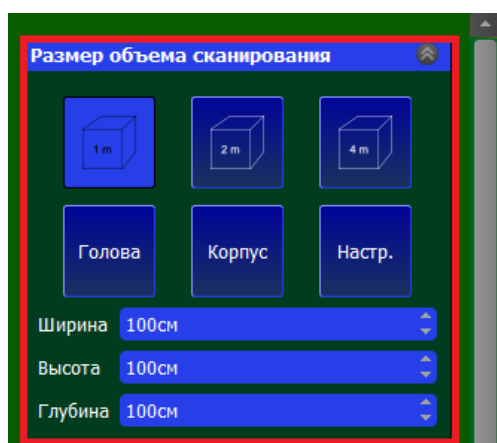 Размер объема сканирования
1 m
2 m
4 m
Голова
Корпус
Настр.
Ширина 100см
Высота 100см
Глубина 100см